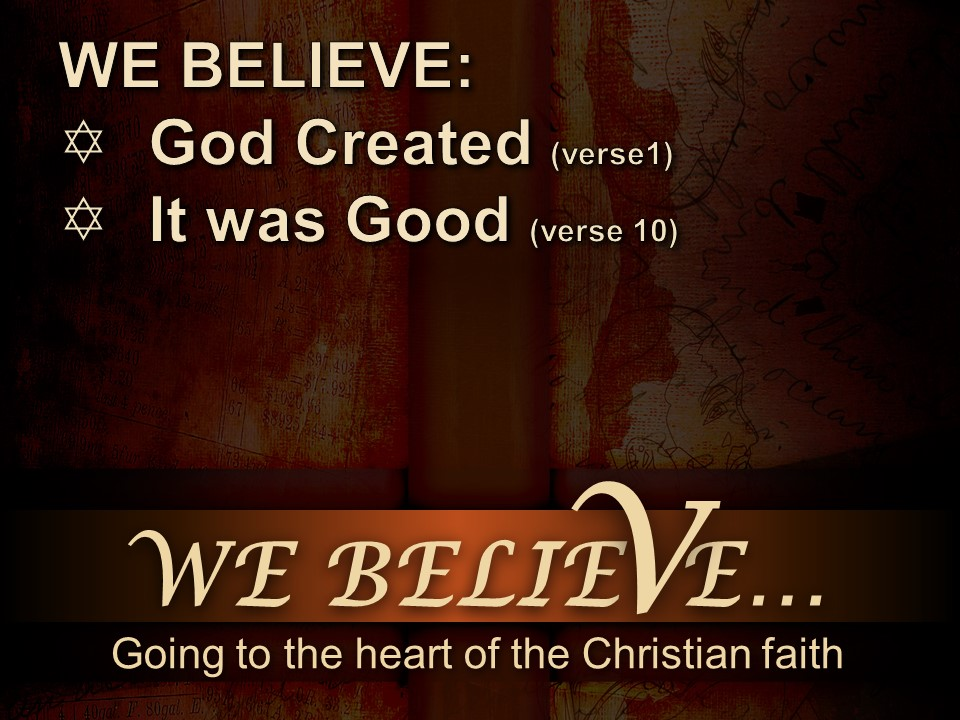 WE BELIEVE:
✡ God Created (verse1)
✡ It was Good (verse 10)
WE BELIEVE...
Going to the heart of the Christian faith